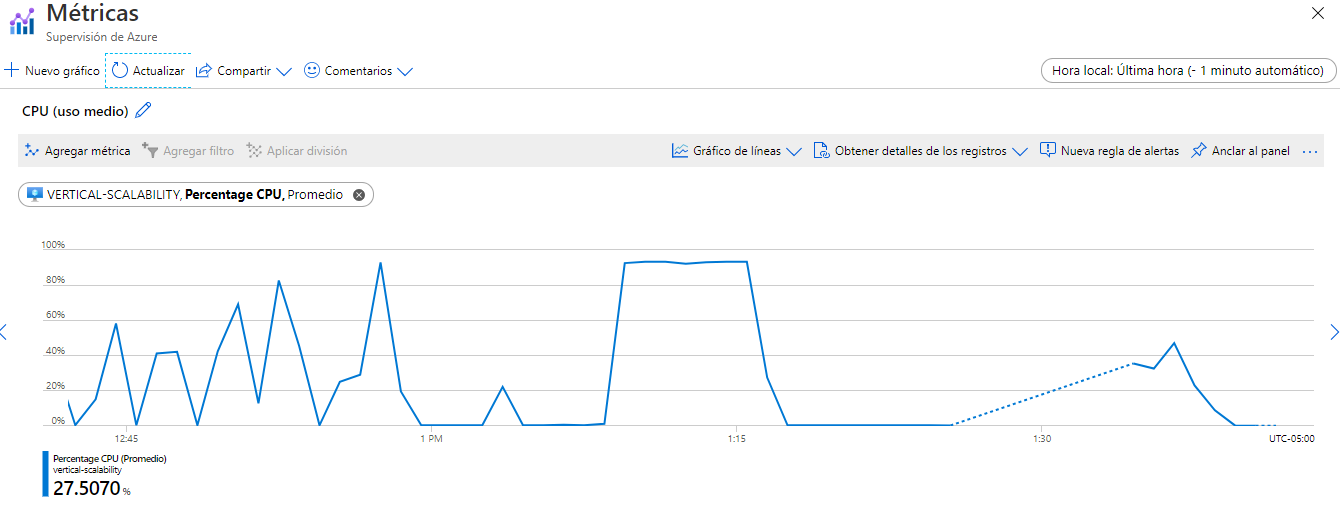 Métricas
Supervisión de Azure
Nuevo gráfico Actualizar Compartir Comentarios Hora local: Última hora (- 1 minuto automático)
CPU (uso medio)
Agregar métrica Agregar filtro Aplicar división Gráfico de líneas Obtener detalles de los registros Nueva regla de alertas Anclar al panel ...
VERTICAL-SCALABILITY, Percentage CPU, Promedio
100%
80%
60%
40%
20%
0%
12:45 1 PM 1:15 1:30 UTC-05:00
Percentage CPU (Promedio)
vertical-scalability
27.5070 %